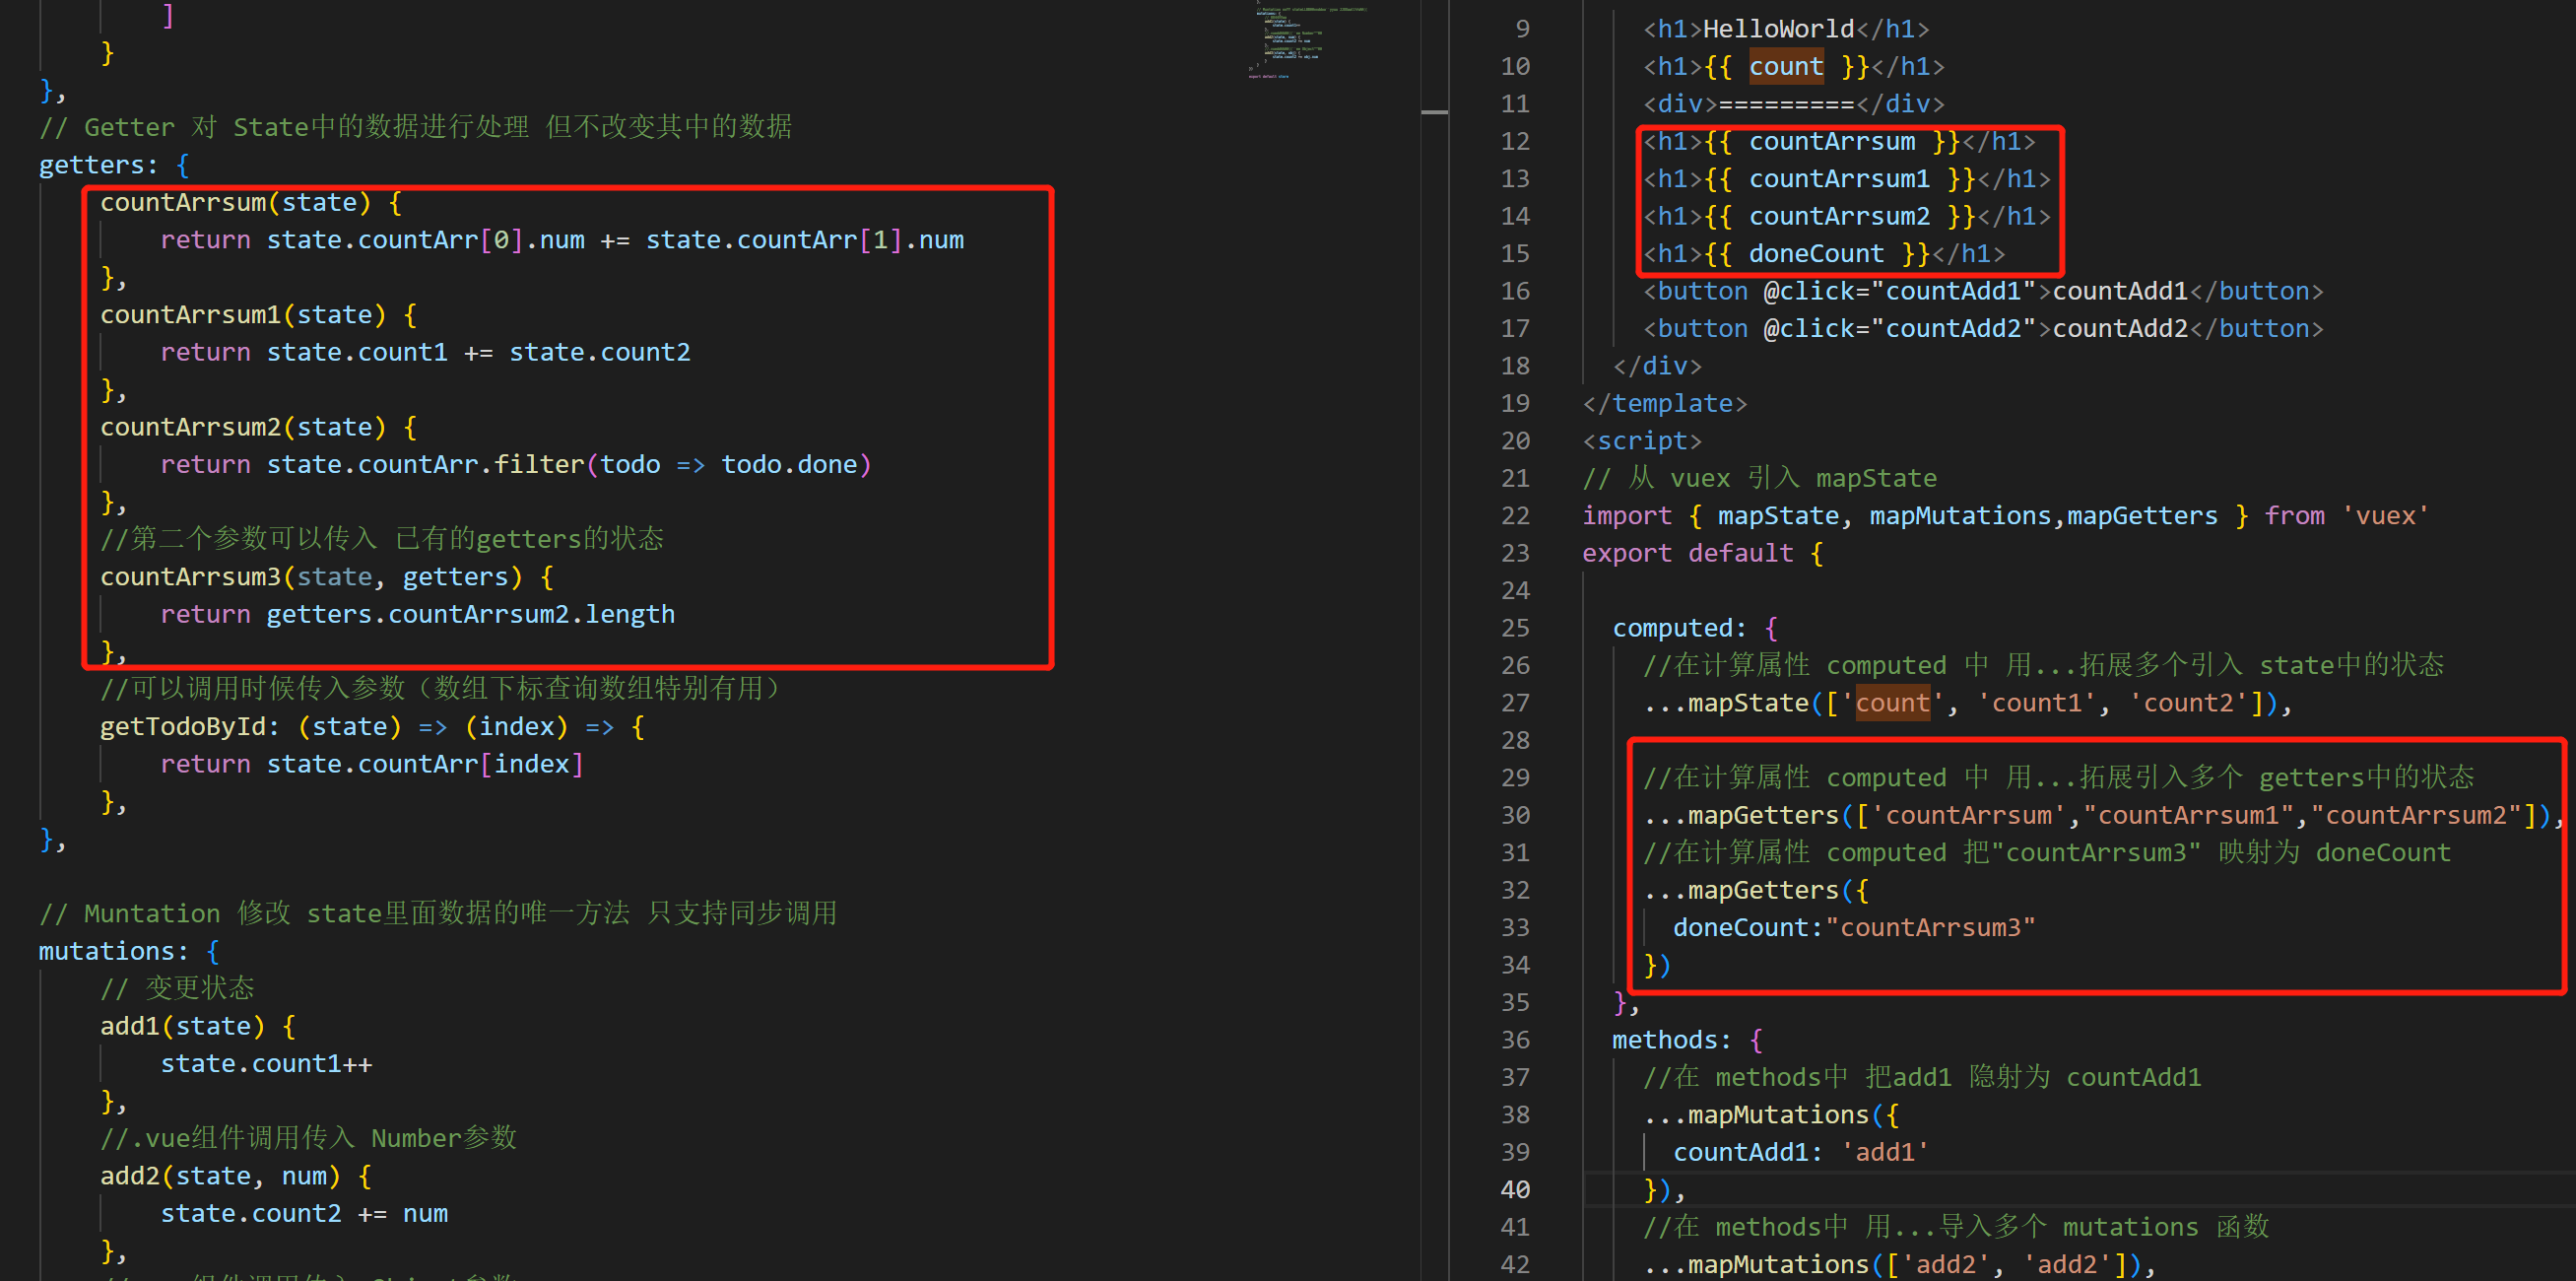 ]
}
},
// Getter 对 State中的数据进行处理 但不改变其中的数据
getters: {
countArrsum(state) {
return state.countArr[0].num += state.countArr[1].num
},
countArrsum1(state) {
return state.count1 += state.count2
},
countArrsum2(state) {
return state.countArr.filter(todo => todo.done)
},
//第二个参数可以传入 已有的getters的状态
countArrsum3(state, getters) {
return getters.countArrsum2.length
},
//可以调用时候传入参数（数组下标查询数组特别有用）
getTodoById: (state) => (index) => {
return state.countArr[index]
},
},
// Muntation 修改 state里面数据的唯一方法 只支持同步调用
mutations: {
// 变更状态
add1(state) {
state.count1++
},
//.vue组件调用传入 Number参数
add2(state, num) {
state.count2 += num
},
9 <h1>HelloWorld</h1>
10 <h1>{{ count }}</h1>
11 <div>=========</div>
12 <h1>{{ countArrsum }}</h1>
13 <h1>{{ countArrsum1 }}</h1>
14 <h1>{{ countArrsum2 }}</h1>
15 <h1>{{ doneCount }}</h1>
16 <button @click="countAdd1">countAdd1</button>
17 <button @click="countAdd2">countAdd2</button>
18 </div>
19 </template>
20 <script>
21 // 从 vuex 引入 mapState
22 import { mapState, mapMutations,mapGetters } from 'vuex'
23 export default {
24
25 computed: {
26 //在计算属性 computed 中 用...拓展多个引入 state中的状态
27 ...mapState(['count', 'count1', 'count2']),
28
29 //在计算属性 computed 中 用...拓展引入多个 getters中的状态
30 ...mapGetters(['countArrsum',"countArrsum1","countArrsum2"]),
31 //在计算属性 computed 把"countArrsum3" 映射为 doneCount
32 ...mapGetters({
33 doneCount:"countArrsum3"
34 })
35 },
36 methods: {
37 //在 methods中 把add1 隐射为 countAdd1
38 ...mapMutations({
39 countAdd1: 'add1'
40 }),
41 //在 methods中 用...导入多个 mutations 函数
42 ...mapMutations(['add2', 'add2']),